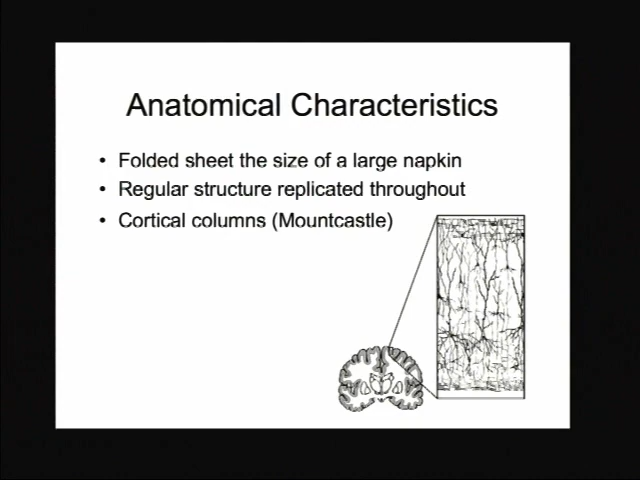 Anatomical Characteristics
• Folded sheet the size of a large napkin
• Regular structure replicated throughout
• Cortical columns (Mountcastle)